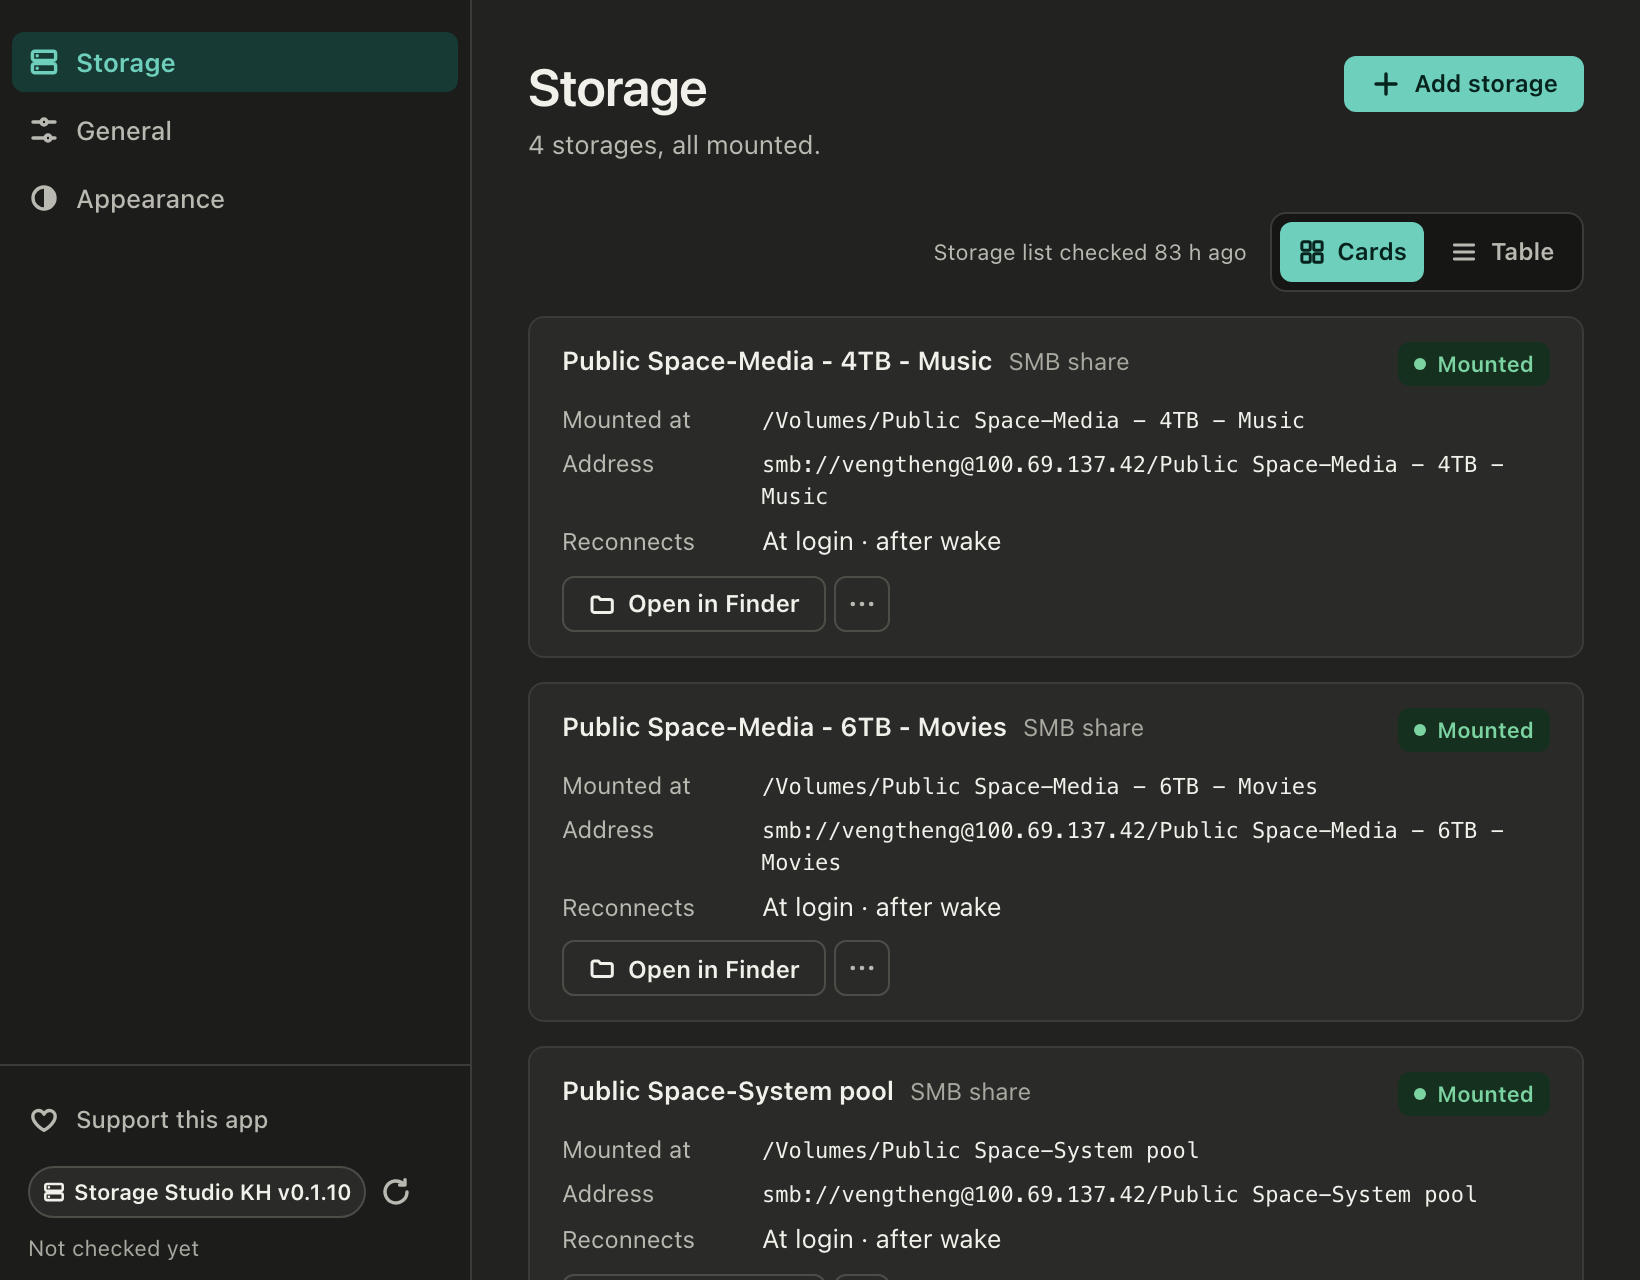 Storage
General
Appearance
Support this app
Storage Studio KH v0.1.10
Not checked yet
Storage
4 storages, all mounted.
Add storage
Storage list checked 83 h ago
Cards
Table
Public Space-Media - 4TB - Music SMB share
Mounted
Mounted at /Volumes/Public Space-Media - 4TB - Music
Address smb://vengtheng@100.69.137.42/Public Space-Media - 4TB -
Music
Reconnects At login · after wake
Open in Finder ···
Public Space-Media - 6TB - Movies SMB share
Mounted
Mounted at /Volumes/Public Space-Media - 6TB - Movies
Address smb://vengtheng@100.69.137.42/Public Space-Media - 6TB -
Movies
Reconnects At login · after wake
Open in Finder ···
Public Space-System pool SMB share
Mounted
Mounted at /Volumes/Public Space-System pool
Address smb://vengtheng@100.69.137.42/Public Space-System pool
Reconnects At login · after wake